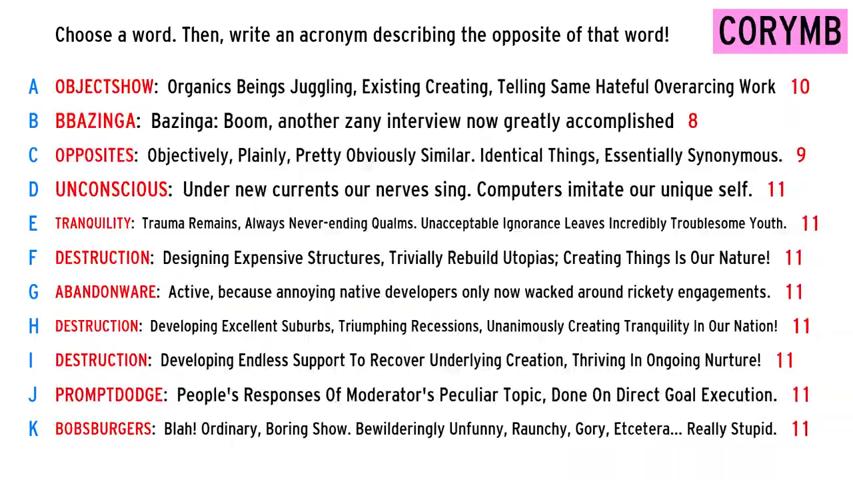 Choose a word. Then, write an acronym describing the opposite of that word!
CORYMB
A OBJECTSHOW: Organics Beings Juggling, Existing Creating, Telling Same Hateful Overarcing Work 10
B BBAZINGA: Bazinga: Boom, another zany interview now greatly accomplished 8
C OPPOSITES: Objectively, Plainly, Pretty Obviously Similar. Identical Things, Essentially Synonymous. 9
D UNCONSCIOUS: Under new currents our nerves sing. Computers imitate our unique self. 11
E TRANQUILITY: Trauma Remains, Always Never-ending Qualms. Unacceptable Ignorance Leaves Incredibly Troublesome Youth. 11
F DESTRUCTION: Designing Expensive Structures, Trivially Rebuild Utopias; Creating Things Is Our Nature! 11
G ABANDONWARE: Active, because annoying native developers only now wacked around rickety engagements. 11
H DESTRUCTION: Developing Excellent Suburbs, Triumphing Recessions, Unanimously Creating Tranquility In Our Nation! 11
I DESTRUCTION: Developing Endless Support To Recover Underlying Creation, Thriving In Ongoing Nurture! 11
J PROMPTDODGE: People's Responses Of Moderator's Peculiar Topic, Done On Direct Goal Execution. 11
K BOBSBURGERS: Blah! Ordinary, Boring Show. Bewilderingly Unfunny, Raunchy, Gory, Etcetera... Really Stupid. 11